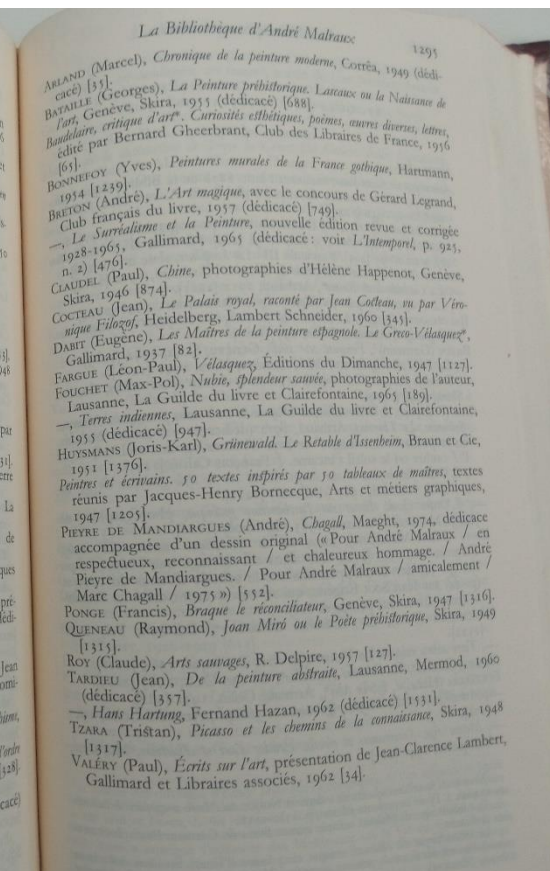 La Bibliothèque d'André Malraux
1295
ARLAND (Marcel), Chronique de la peinture moderne, Corrêa, 1949 (dédi-
cacé) [35].
BATAILLE (Georges), La Peinture préhistorique. Lascaux ou la Naissance de
l'art, Genève, Skira, 1955 (dédicacé) [688].
Baudelaire, critique d'art*. Curiosités esthétiques, poèmes, œuvres diverses, lettres,
édité par Bernard Gheerbrant, Club des Libraires de France, 1956
[65].
BONNEFOY (Yves), Peintures murales de la France gothique, Hartmann,
1954 [1239].
BRETON (André), L'Art magique, avec le concours de Gérard Legrand,
Club français du livre, 1957 (dédicacé) [749].
—, Le Surréalisme et la Peinture, nouvelle édition revue et corrigée
1928-1965, Gallimard, 1965 (dédicacé : voir L'Intemporel, p. 925,
n. 2) [476].
CLAUDEL (Paul), Chine, photographies d'Hélène Happenot, Genève,
Skira, 1946 [874].
COCTEAU (Jean), Le Palais royal, raconté par Jean Cocteau, vu par Véro-
nique Filozof, Heidelberg, Lambert Schneider, 1960 [345].
DABIT (Eugène), Les Maîtres de la peinture espagnole. Le Greco-Vélasquez*,
Gallimard, 1937 [82].
FARGUE (Léon-Paul), Vélasquez, Éditions du Dimanche, 1947 [1127].
FOUCHET (Max-Pol), Nubie, splendeur sauvée, photographies de l'auteur,
Lausanne, La Guilde du livre et Clairefontaine, 1965 [189].
—, Terres indiennes, Lausanne, La Guilde du livre et Clairefontaine,
1955 (dédicacé) [947].
HUYSMANS (Joris-Karl), Grünewald. Le Retable d'Issenheim, Braun et Cie,
1951 [1376].
Peintres et écrivains. 50 textes inspirés par 50 tableaux de maîtres, textes
réunis par Jacques-Henry Bornecque, Arts et métiers graphiques,
1947 [1205].
PIEYRE DE MANDIARGUES (André), Chagall, Maeght, 1974, dédicace
accompagnée d'un dessin original (« Pour André Malraux / en
respectueux, reconnaissant / et chaleureux hommage. / André
Pieyre de Mandiargues. / Pour André Malraux / amicalement /
Marc Chagall / 1975 ») [552].
PONGE (Francis), Braque le réconciliateur, Genève, Skira, 1947 [1316].
QUENEAU (Raymond), Joan Miró ou le Poète préhistorique, Skira, 1949
[1315].
ROY (Claude), Arts sauvages, R. Delpire, 1957 [127].
TARDIEU (Jean), De la peinture abstraite, Lausanne, Mermod, 1960
(dédicacé) [357].
—, Hans Hartung, Fernand Hazan, 1962 (dédicacé) [1531].
TZARA (Tristan), Picasso et les chemins de la connaissance, Skira, 1948
[1317].
VALÉRY (Paul), Écrits sur l'art, présentation de Jean-Clarence Lambert,
Gallimard et Libraires associés, 1962 [34].